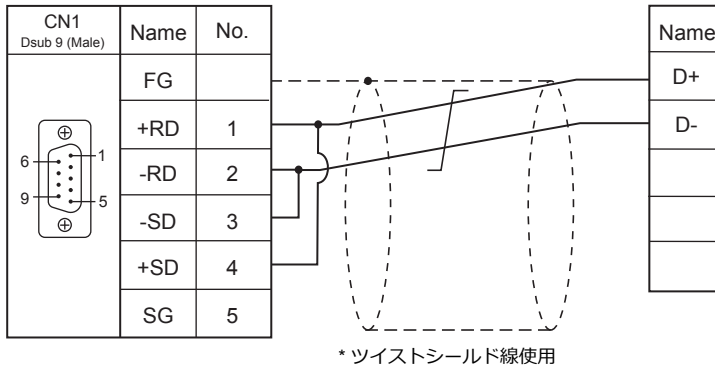 CN1
Dsub 9 (Male)
Name
No.
Name
FG
D+
+RD
1
D-
-RD
2
-SD
3
+SD
4
SG
5
6
1
9
5
* ツイストシールド線使用